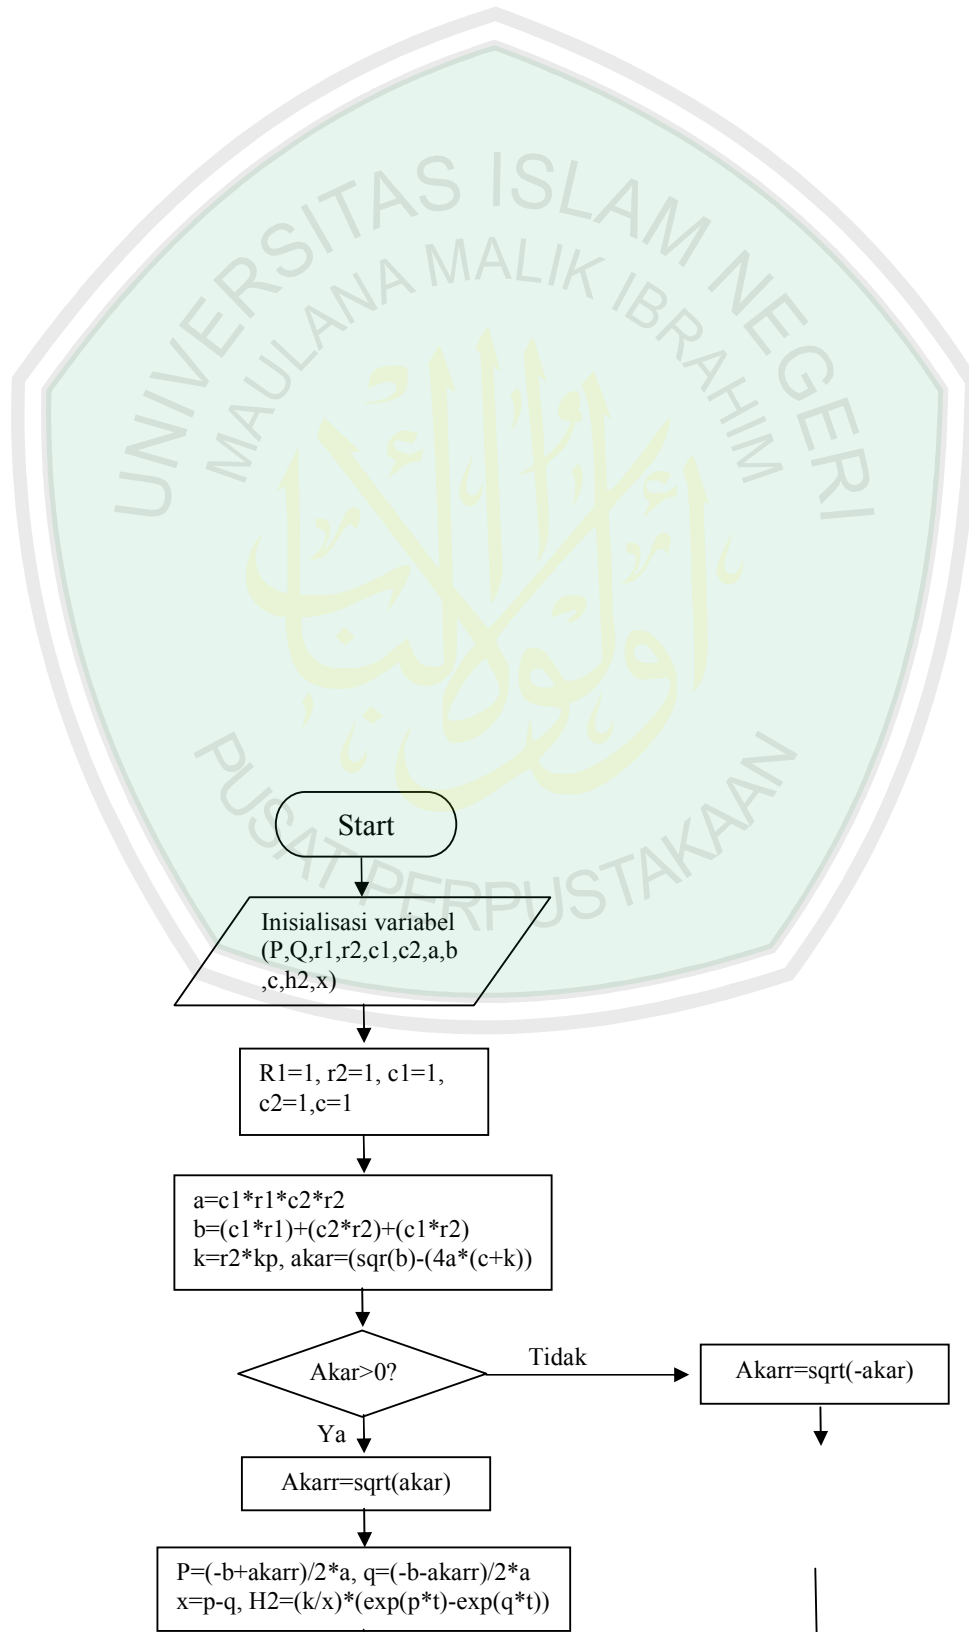 UNIVERSITAS ISLAM NEGERI
MAULANA MALIK IBRAHIM
أولوا الألباب
PUSAT PERPUSTAKAAN
Start
Inisialisasi variabel
(P,Q,r1,r2,c1,c2,a,b
,c,h2,x)
R1=1, r2=1, c1=1,
c2=1,c=1
a=c1*r1*c2*r2
b=(c1*r1)+(c2*r2)+(c1*r2)
k=r2*kp, akar=(sqr(b)-(4a*(c+k))
Akar>0?
Tidak
Akarr=sqrt(-akar)
Ya
Akarr=sqrt(akar)
P=(-b+akarr)/2*a, q=(-b-akarr)/2*a
x=p-q, H2=(k/x)*(exp(p*t)-exp(q*t))